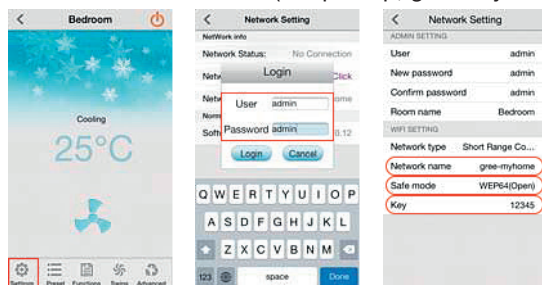 Bedroom
Cooling
25°C
Settings Preset Functions Swing Advanced
Network Setting
NetWork info
Network Status: No Connection
Login
Click
User admin
Password admin
Login Cancel
Q W E R T Y U I O P
A S D F G H J K L
Z X C V B N M
123 space Done
Network Setting
ADMIN SETTING
User admin
New password admin
Confirm password admin
Room name Bedroom
WIFI SETTING
Network type Short Range Co...
Network name gree-myhome
Safe mode WEP64(Open)
Key 12345